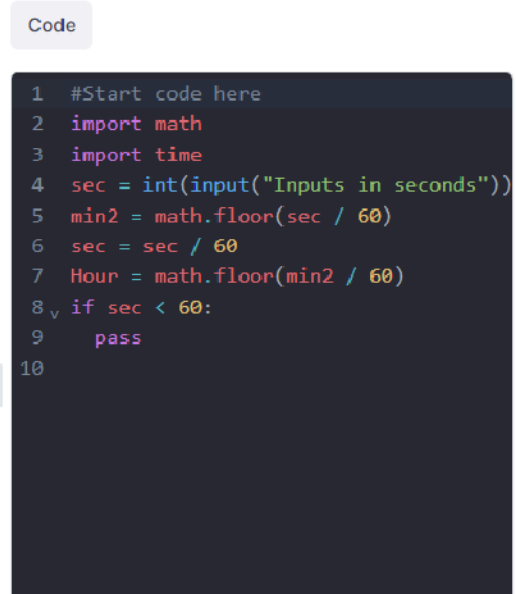 Code
1 #Start code here
2 import math
3 import time
4 sec = int(input("Inputs in seconds"))
5 min2 = math.floor(sec / 60)
6 sec = sec / 60
7 Hour = math.floor(min2 / 60)
8 v if sec < 60:
9   pass
10